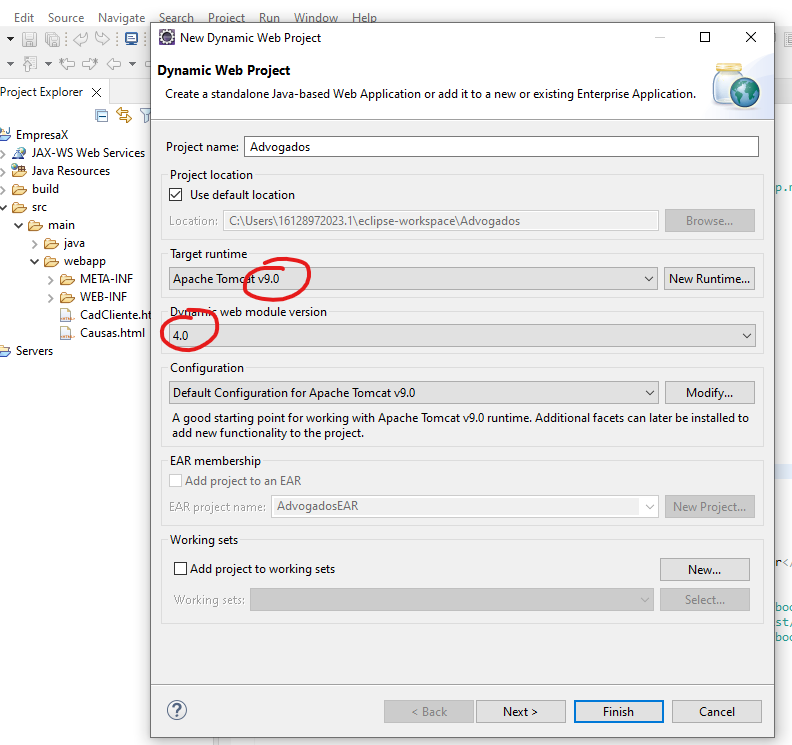 Edit Source Navigate Search Project Run Window Help
New Dynamic Web Project
Dynamic Web Project
Create a standalone Java-based Web Application or add it to a new or existing Enterprise Application.
Project Explorer
EmpresaX
JAX-WS Web Services
Java Resources
build
src
main
java
webapp
META-INF
WEB-INF
CadCliente.ht
Causas.html
Servers
Project name: Advogados
Project location
Use default location
Location: C:\Users\16128972023.1\eclipse-workspace\Advogados Browse...
Target runtime
Apache Tomcat v9.0 New Runtime...
Dynamic web module version
4.0
Configuration
Default Configuration for Apache Tomcat v9.0 Modify...
A good starting point for working with Apache Tomcat v9.0 runtime. Additional facets can later be installed to
add new functionality to the project.
EAR membership
Add project to an EAR
EAR project name: AdvogadosEAR New Project...
Working sets
Add project to working sets New...
Working sets: Select...
? < Back Next > Finish Cancel
p.n
r</
boo
st/
boo